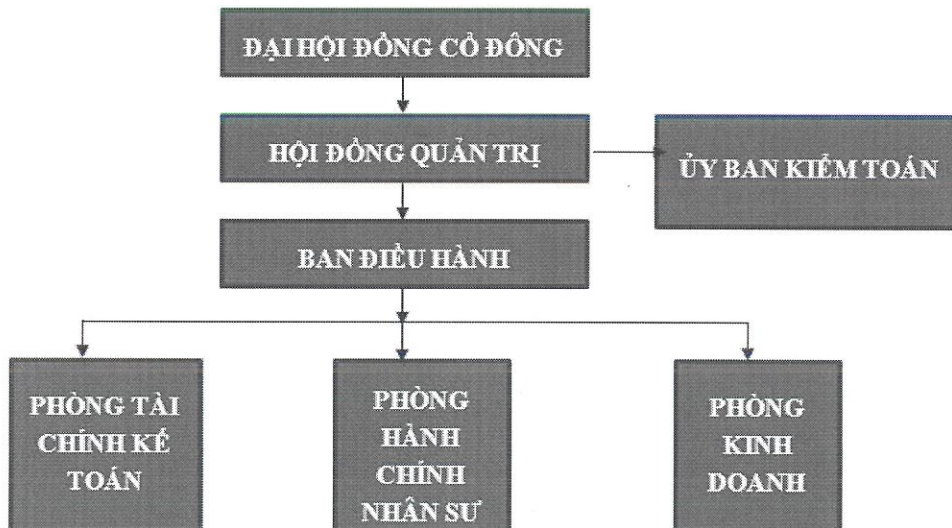 ĐẠI HỘI ĐỒNG CỔ ĐÔNG
HỘI ĐỒNG QUẢN TRỊ
ỦY BAN KIỂM TOÁN
BAN ĐIỀU HÀNH
PHÒNG TÀI
CHÍNH KẾ
TOÁN
PHÒNG
HÀNH
CHÍNH
NHÂN SƯ
PHÒNG
KINH
DOANH